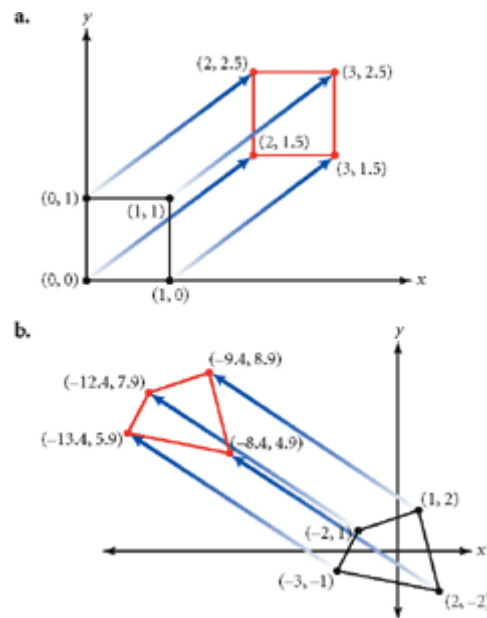 a.
y
(2, 2.5)
(3, 2.5)
(2, 1.5)
(3, 1.5)
(0, 1)
(1, 1)
(0, 0)
(1, 0)
x
b.
y
(–9.4, 8.9)
(–12.4, 7.9)
(–13.4, 5.9)
(–8.4, 4.9)
(1, 2)
(–2, 1)
x
(–3, –1)
(2, –2)